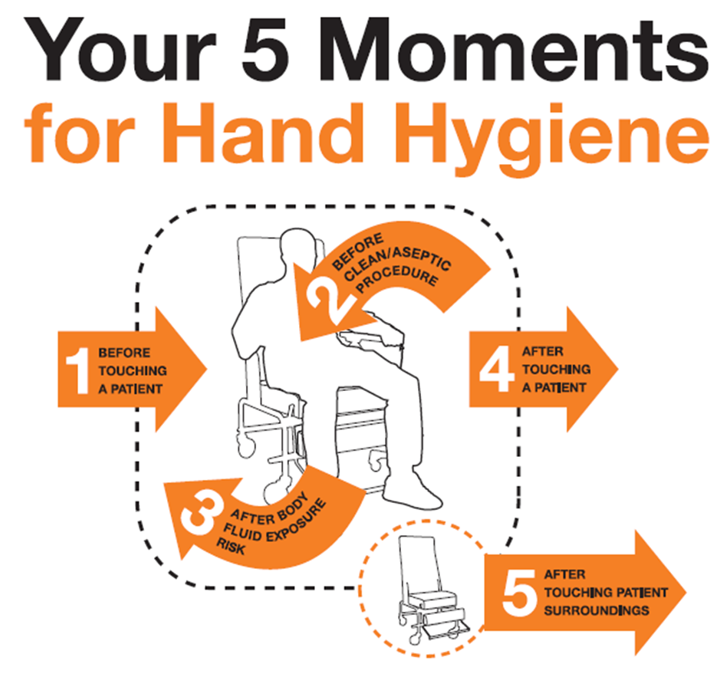 Your 5 Moments
for Hand Hygiene
1
BEFORE
TOUCHING
A PATIENT
2
BEFORE
CLEAN/ASEPTIC
PROCEDURE
3
AFTER BODY
FLUID EXPOSURE
RISK
4
AFTER
TOUCHING
A PATIENT
5
AFTER
TOUCHING PATIENT
SURROUNDINGS